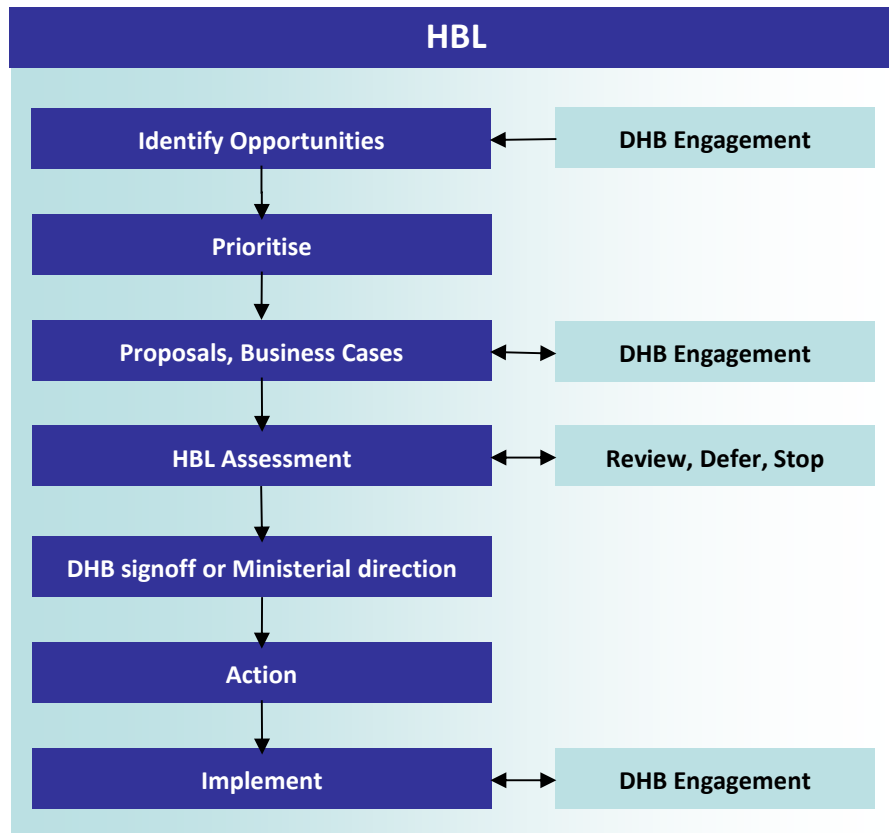 HBL
Identify Opportunities
DHB Engagement
Prioritise
Proposals, Business Cases
DHB Engagement
HBL Assessment
Review, Defer, Stop
DHB signoff or Ministerial direction
Action
Implement
DHB Engagement